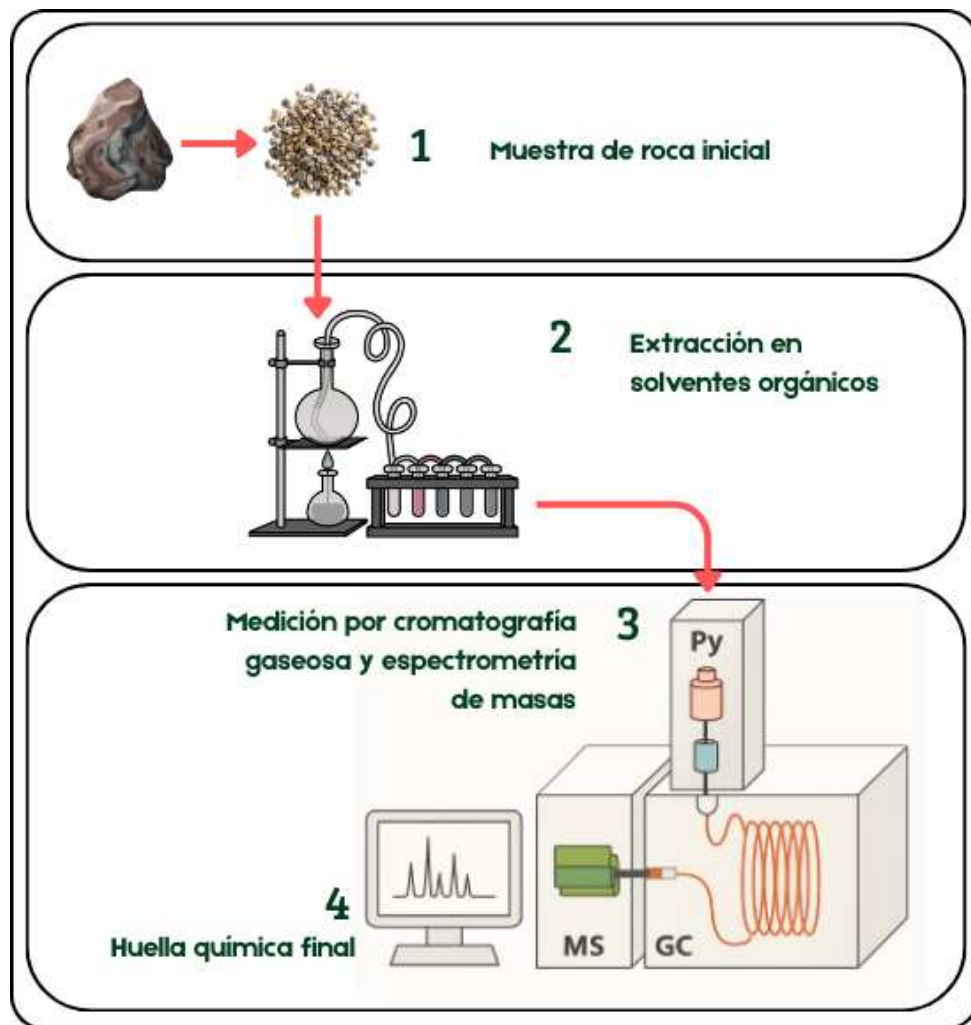 1
Muestra de roca inicial
2
Extracción en
solventes orgánicos
Medición por cromatografía
gaseosa y espectrometría
de masas
3
Py
4
Huella química final
MS
GC